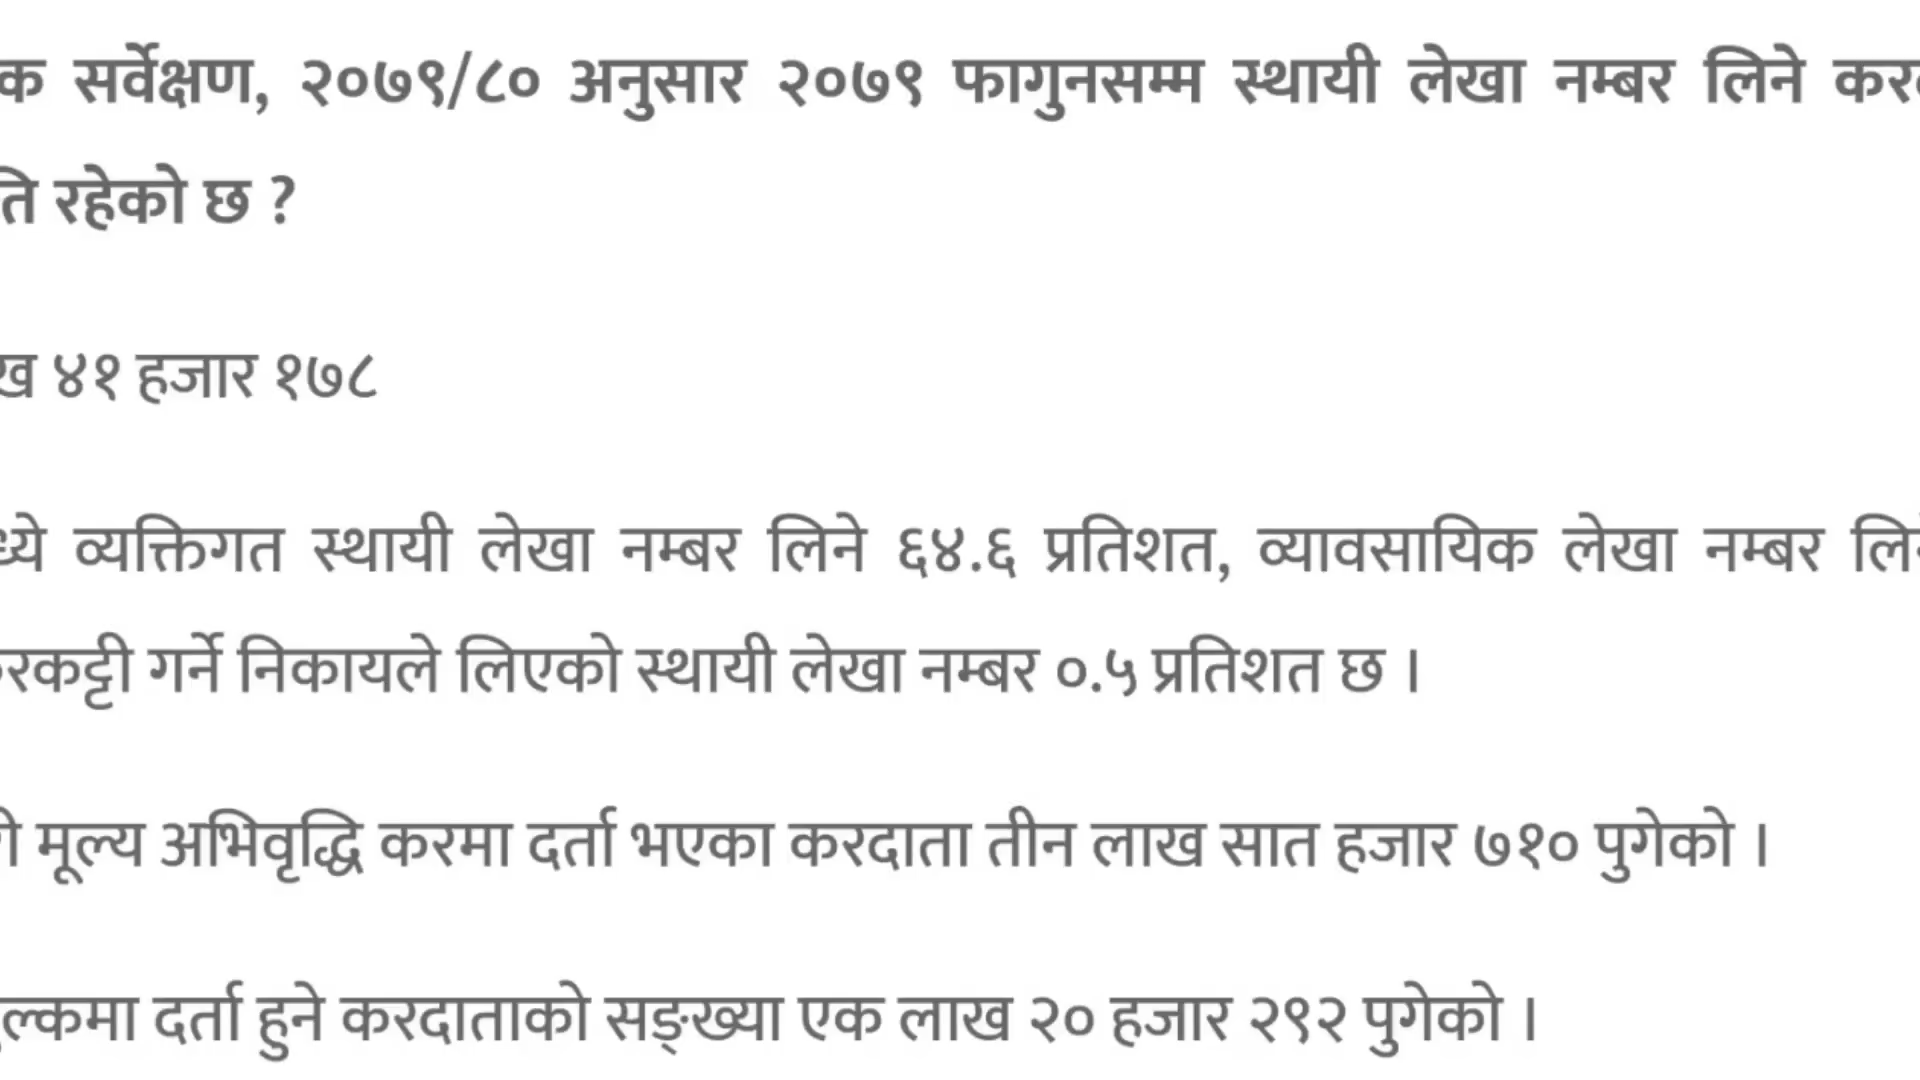 क सर्वेक्षण, २०७९/८० अनुसार २०७९ फागुनसम्म स्थायी लेखा नम्बर लिने
ति रहेको छ ?
ख ४१ हजार १७८
ध्ये व्यक्तिगत स्थायी लेखा नम्बर लिने ६४.६ प्रतिशत, व्यावसायिक लेखा नम्बर
रकट्टी गर्ने निकायले लिएको स्थायी लेखा नम्बर ०.५ प्रतिशत छ ।
मूल्य अभिवृद्धि करमा दर्ता भएका करदाता तीन लाख सात हजार ७१० पुगेको ।
ल्कमा दर्ता हुने करदाताको सङ्ख्या एक लाख २० हजार २९२ पुगेको ।